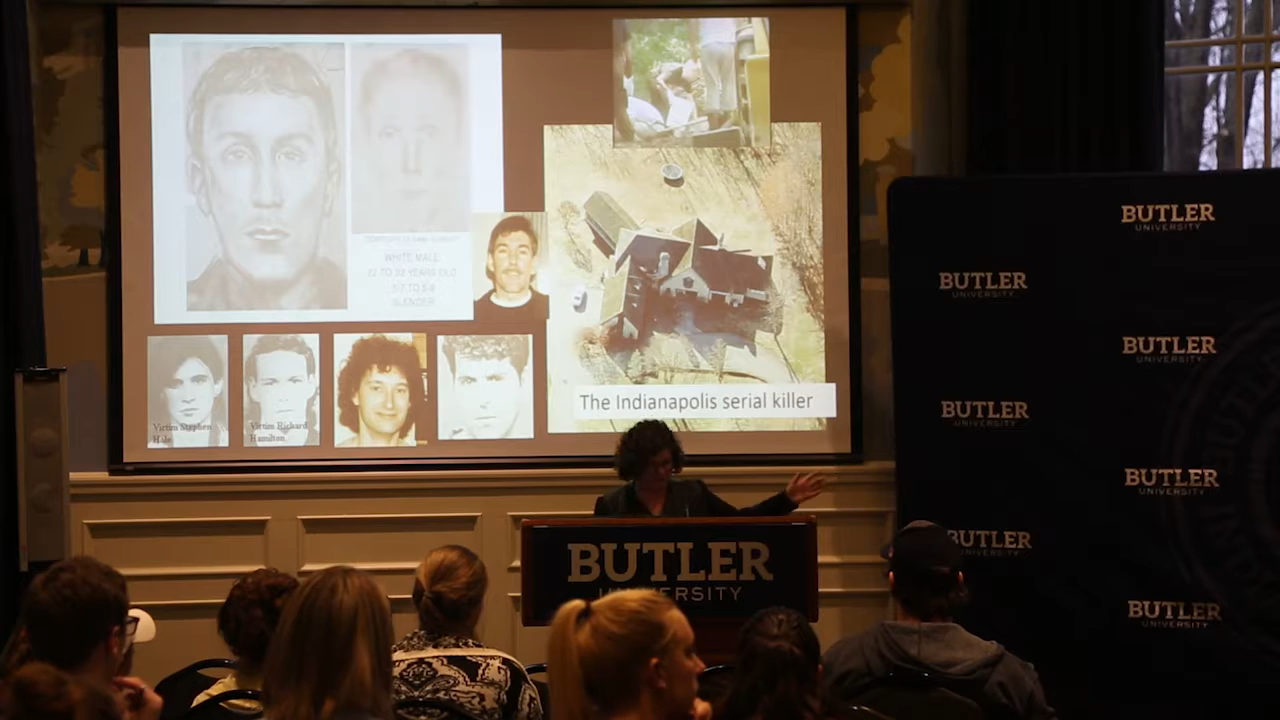 WHITE MALE
22 TO 32 YEARS OLD
5-7 TO 5-9
SLENDER
Victim Stephen
Hale
Victim Richard
Hamilton
The Indianapolis serial killer
BUTLER
UNIVERSITY
BUTLER
UNIVERSITY
BUTLER
UNIVERSITY
BUTLER
UNIVERSITY
BUTLER
UNIVERSITY
BUTLER
UNIVERSITY
BUTLER
UNIVERSITY
BUTLER
UNIVERSITY